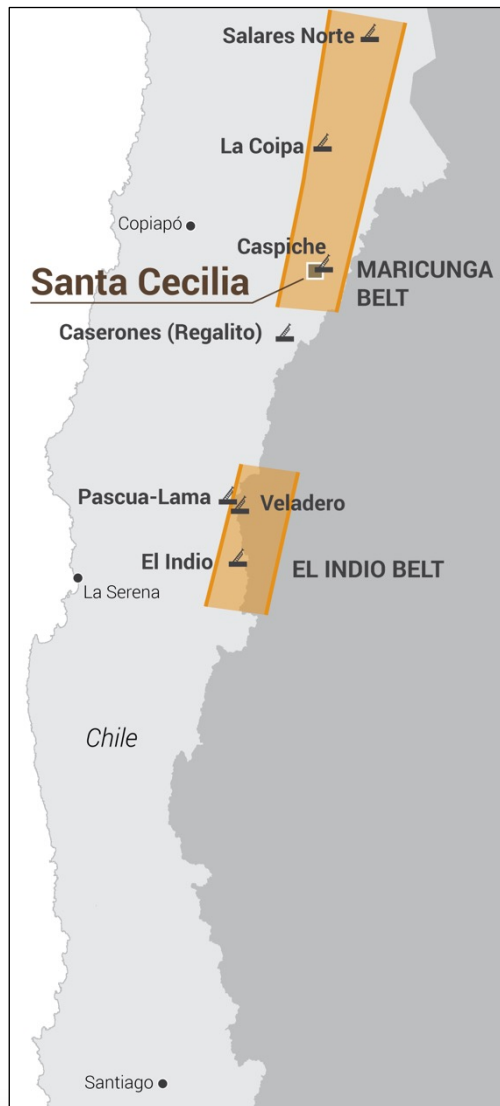 Salares Norte
La Coipa
Copiapó
Caspiche
Santa Cecilia
MARICUNGA
BELT
Caserones (Regalito)
Pascua-Lama
Veladero
El Indio
EL INDIO BELT
La Serena
Chile
Santiago